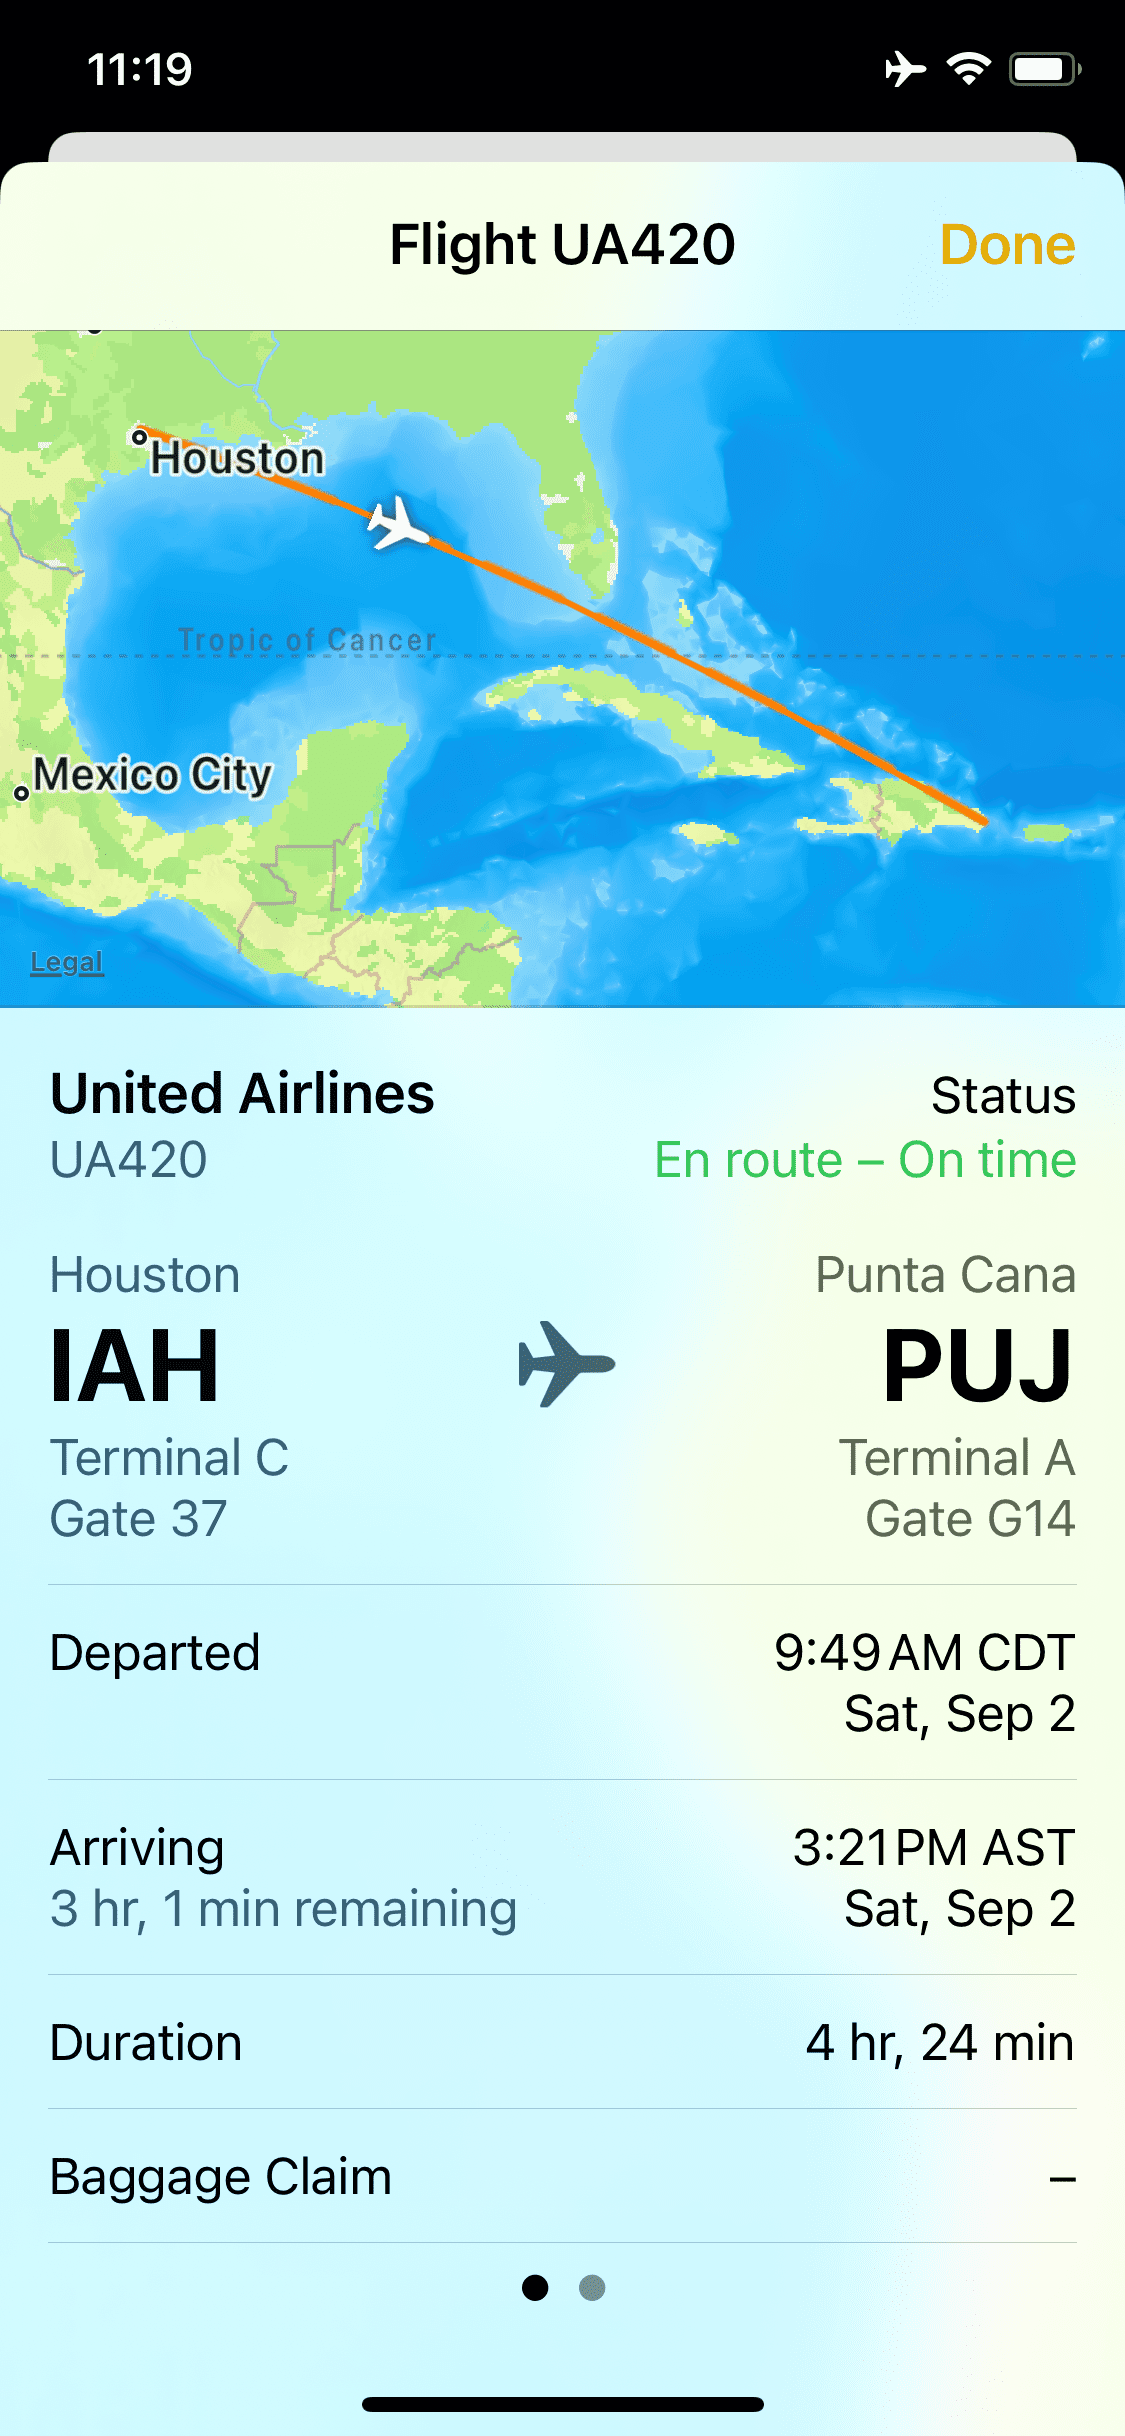 11:19
Flight UA420
Done
Houston
Tropic of Cancer
Mexico City
Legal
United Airlines
Status
UA420
En route – On time
Houston
Punta Cana
IAH
PUJ
Terminal C
Terminal A
Gate 37
Gate G14
Departed
9:49 AM CDT
Sat, Sep 2
Arriving
3:21 PM AST
3 hr, 1 min remaining
Sat, Sep 2
Duration
4 hr, 24 min
Baggage Claim
–